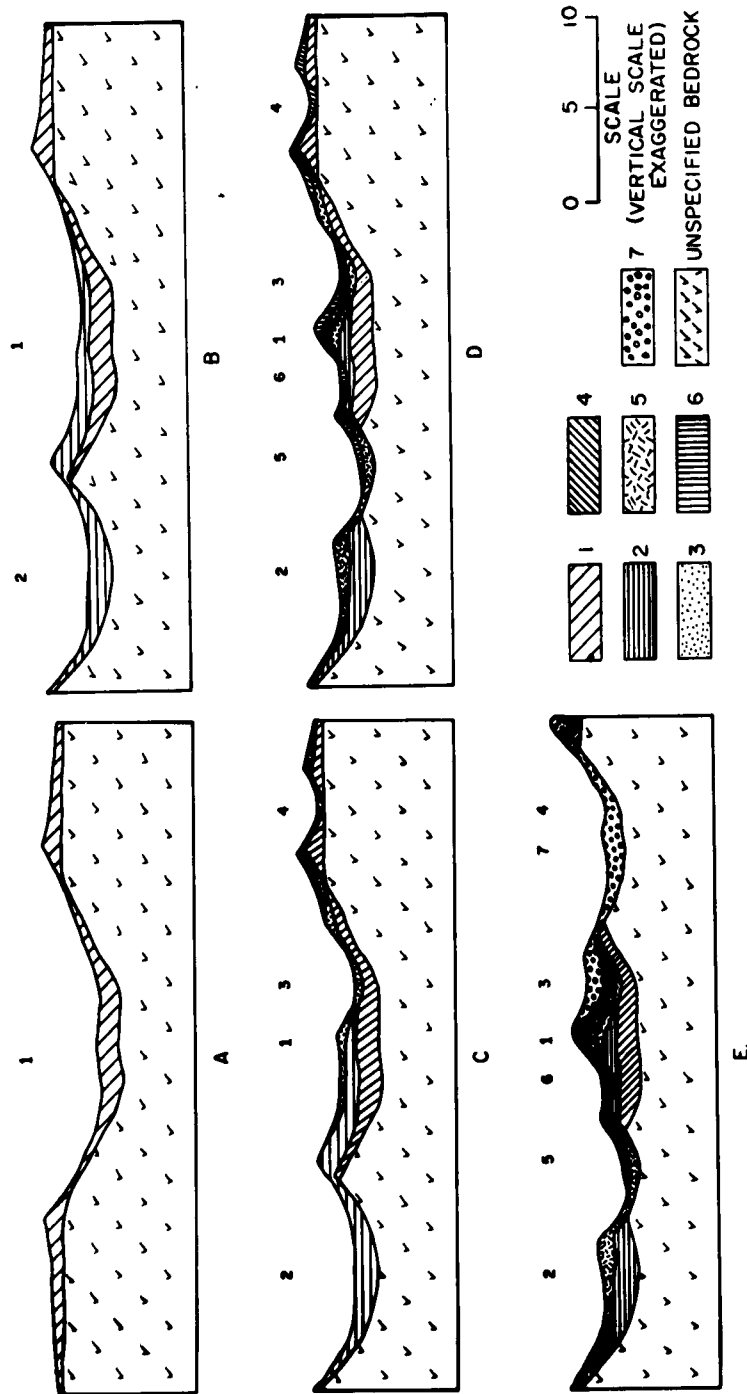 1
A
2 1
B
2 1 3 4
C
2 5 6 1 3 4
D
2 5 6 1 3 7 4
E
1
2
3
4
5
6
7
UNSPECIFIED BEDROCK
0 5 10
SCALE
(VERTICAL SCALE
EXAGGERATED)